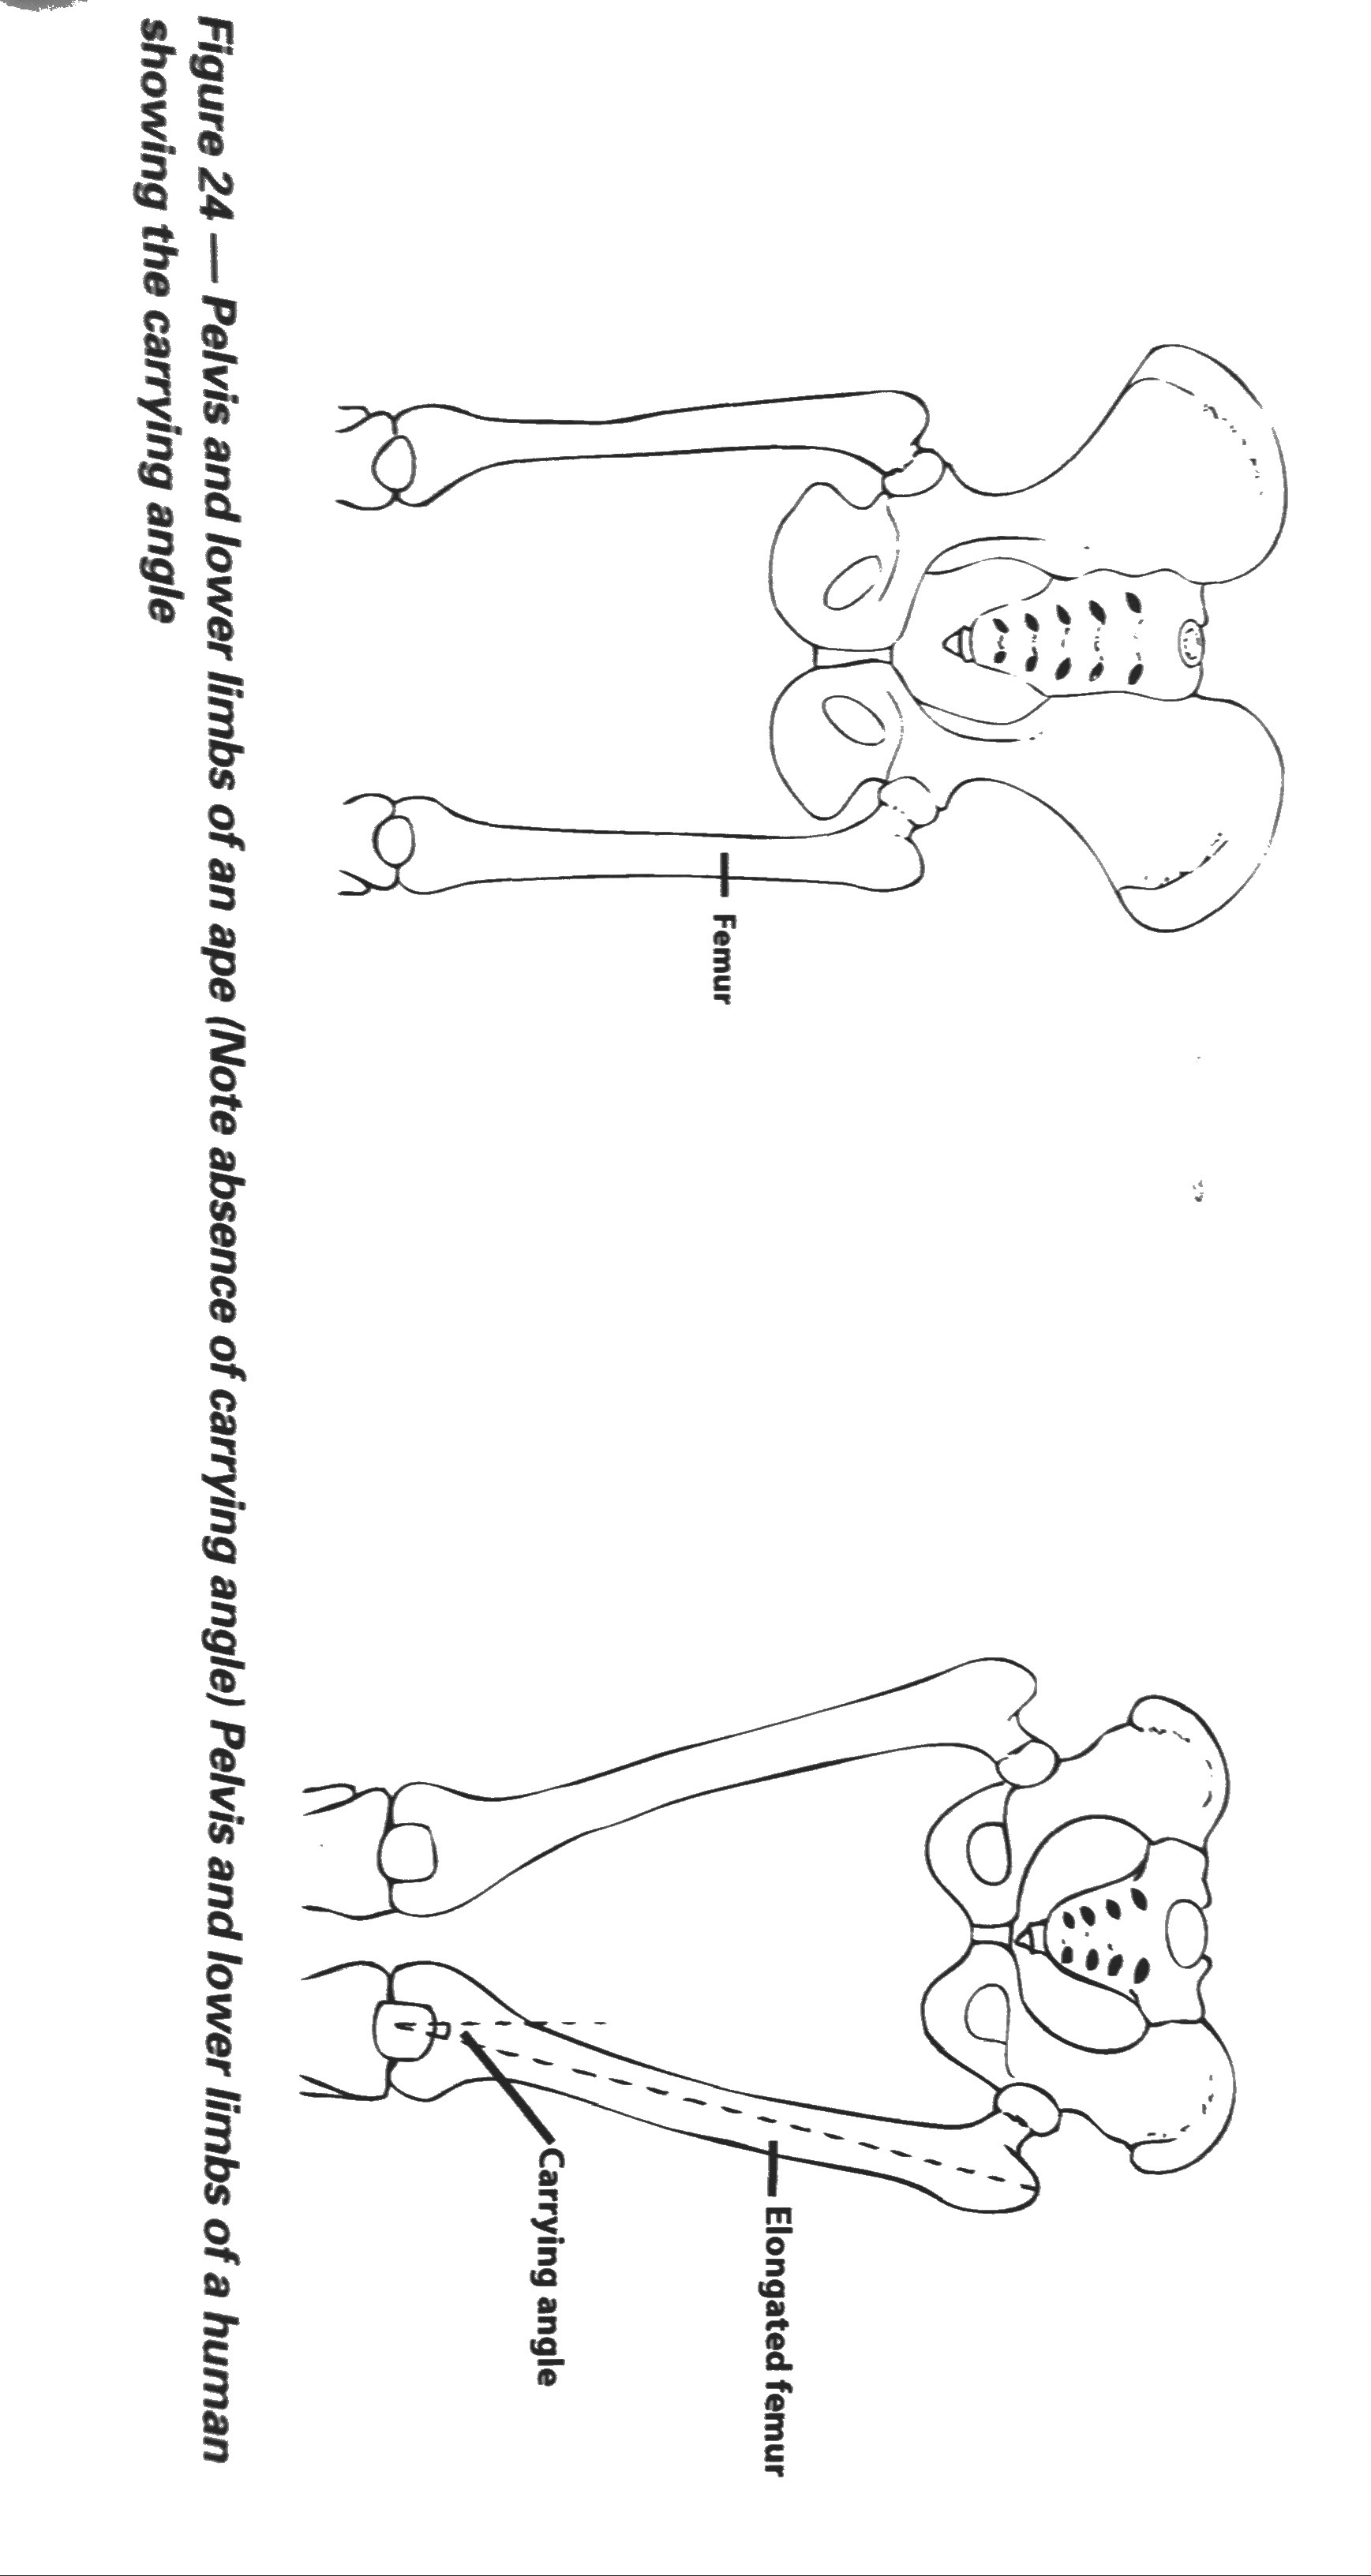 Femur
Elongated femur
Carrying angle
Figure 24 — Pelvis and lower limbs of an ape (Note absence of carrying angle) Pelvis and lower limbs of a human
showing the carrying angle